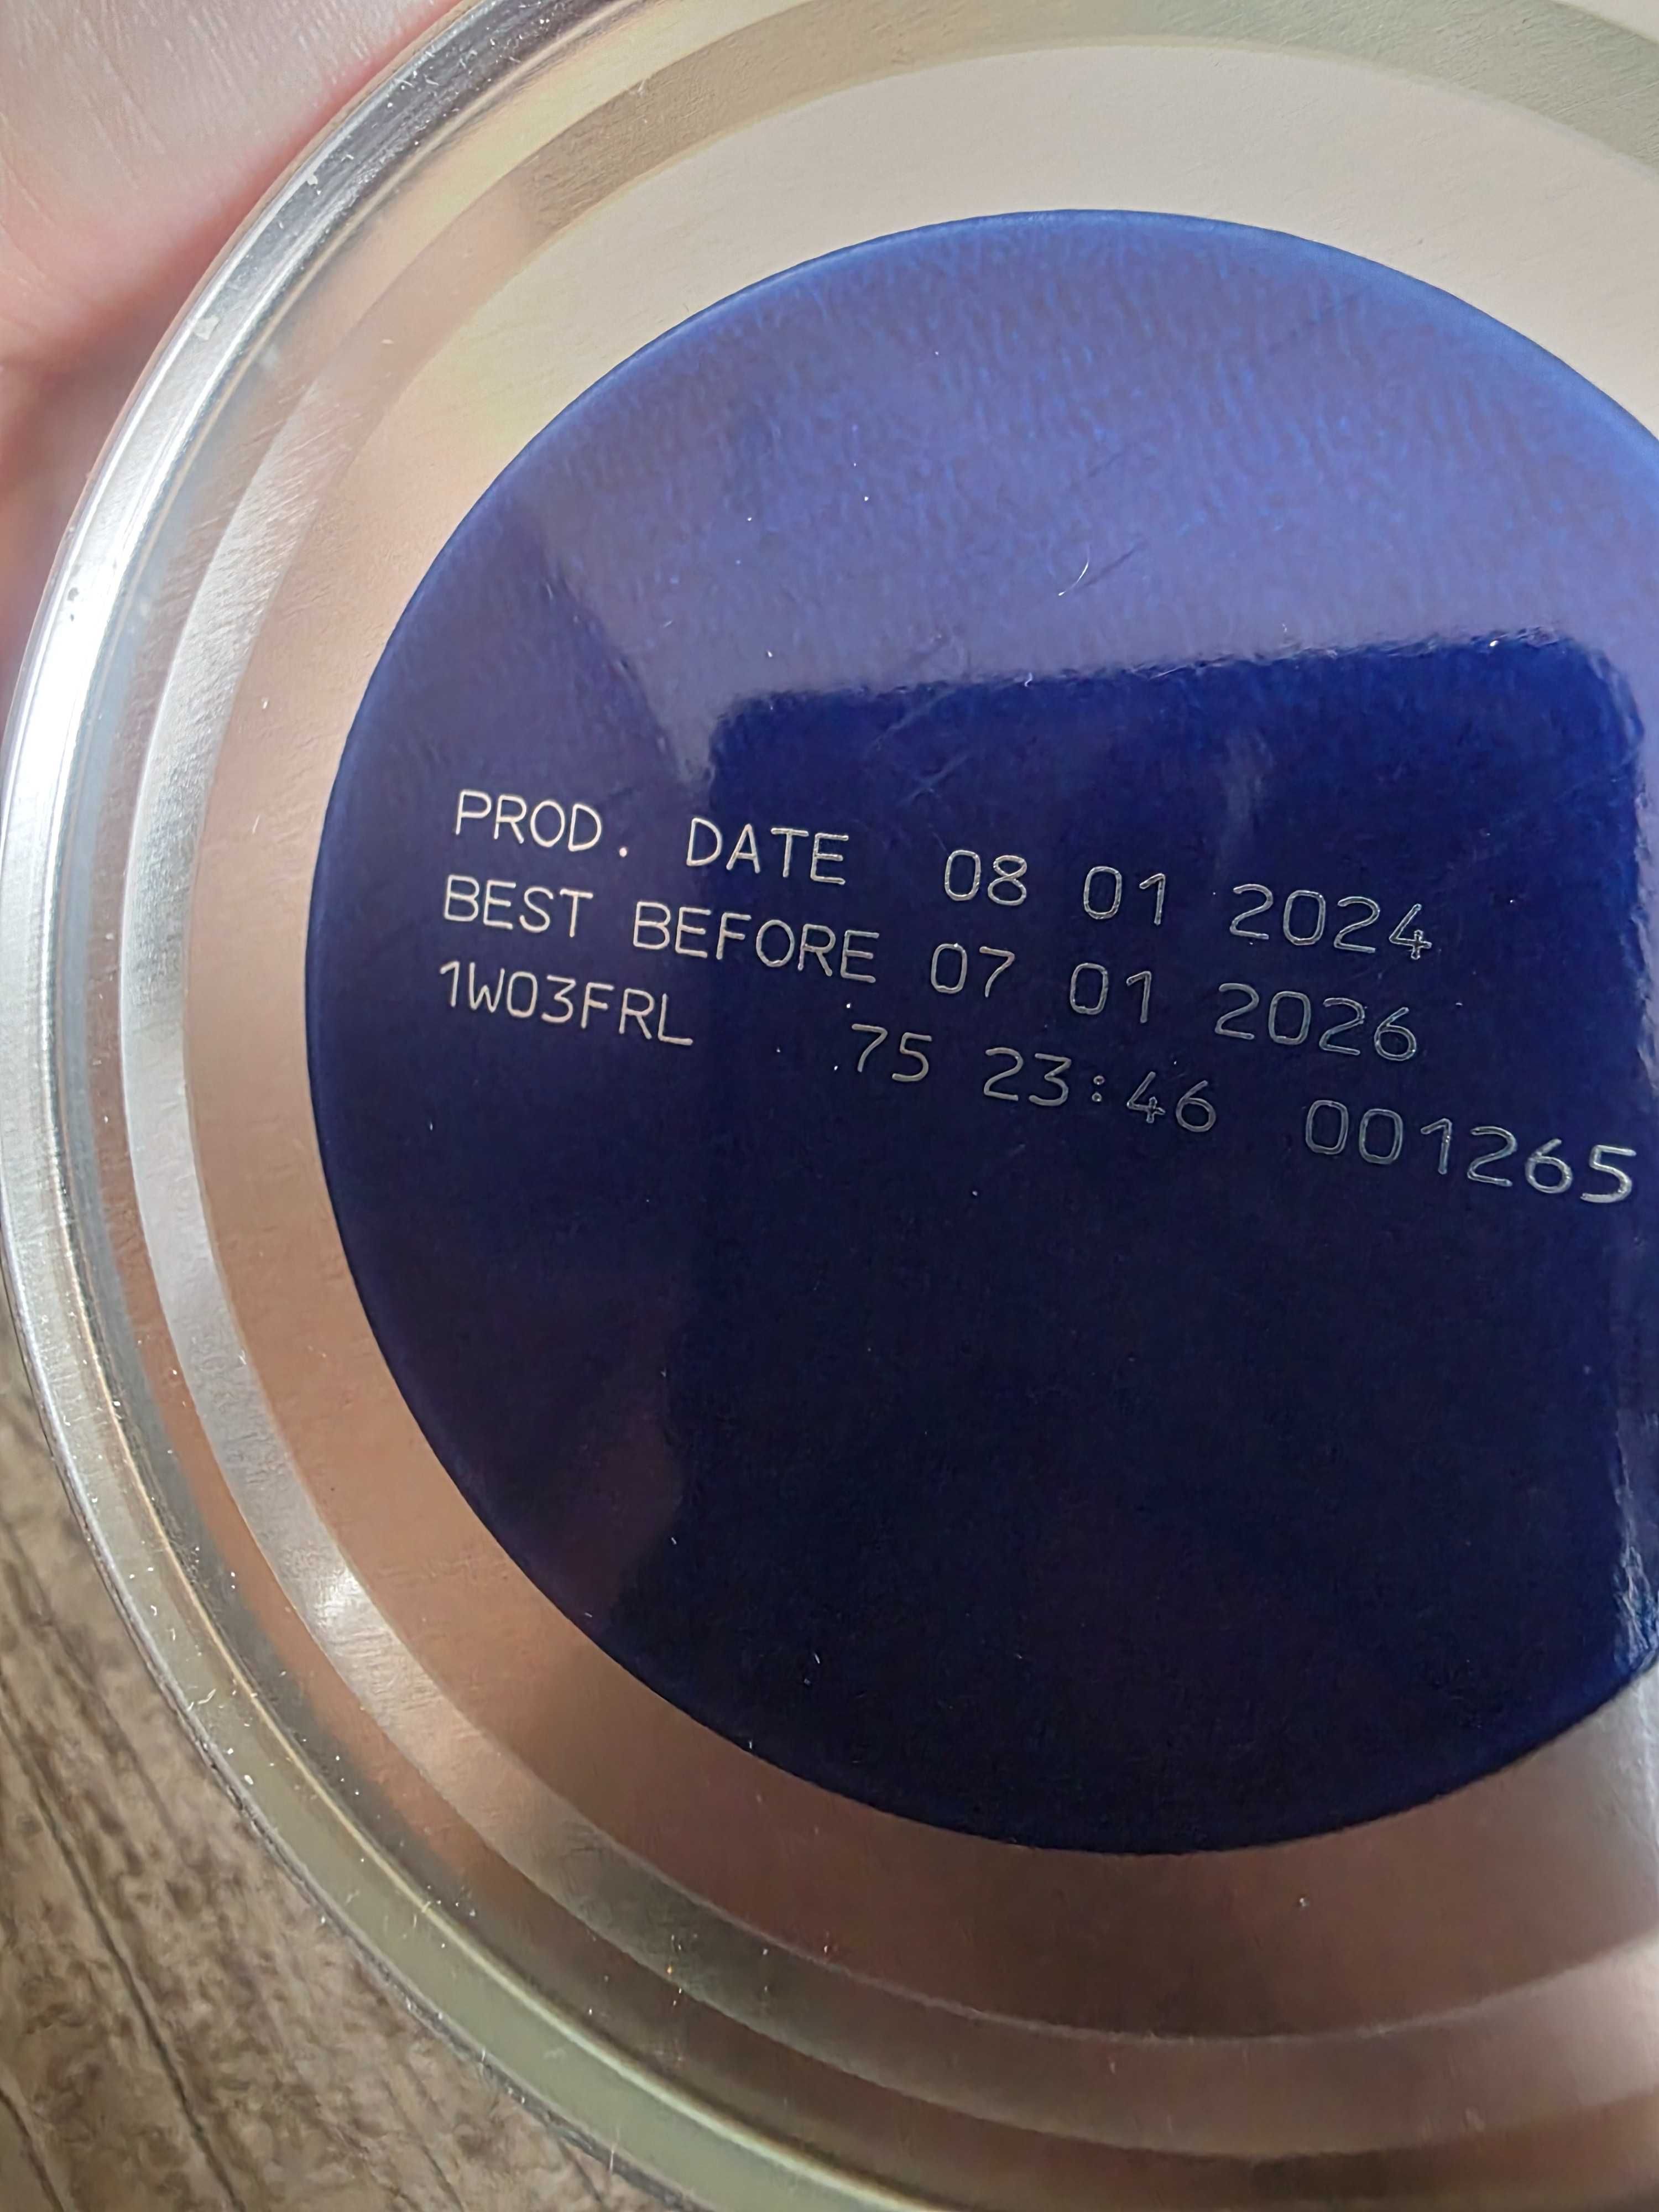 PROD. DATE 08 01 2024
BEST BEFORE 07 01 2026
1W03FRL 75 23:46 001265